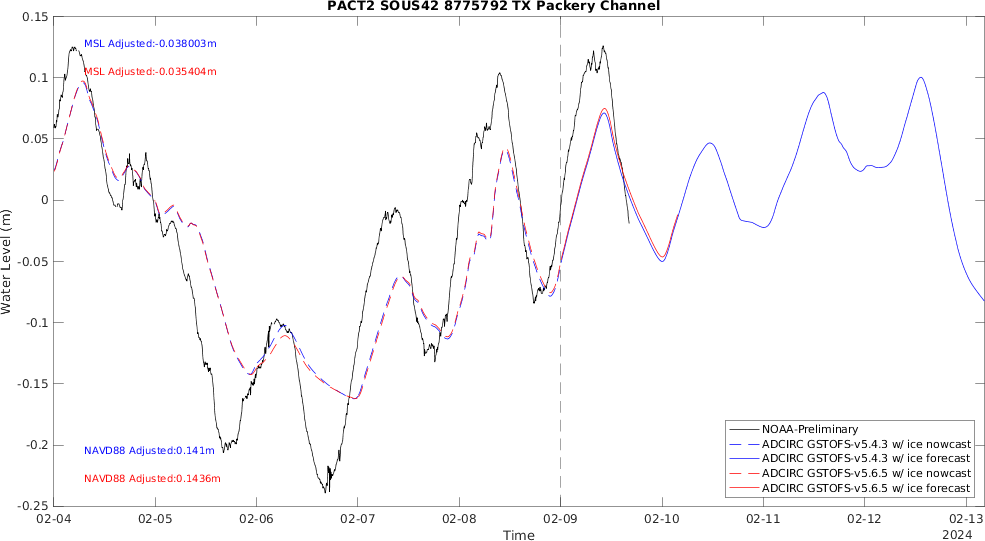 PACT2 SOUS42 8775792 TX Packery Channel
0.15
MSL Adjusted:-0.038003m
MSL Adjusted:-0.035404m
0.1
0.05
0
-0.05
-0.1
-0.15
-0.2
-0.25
Water Level (m)
NAVD88 Adjusted:0.141m
NAVD88 Adjusted:0.1436m
NOAA-Preliminary
ADCIRC GSTOFS-v5.4.3 w/ ice nowcast
ADCIRC GSTOFS-v5.4.3 w/ ice forecast
ADCIRC GSTOFS-v5.6.5 w/ ice nowcast
ADCIRC GSTOFS-v5.6.5 w/ ice forecast
02-04 02-05 02-06 02-07 02-08 02-09 02-10 02-11 02-12 02-13
Time
2024